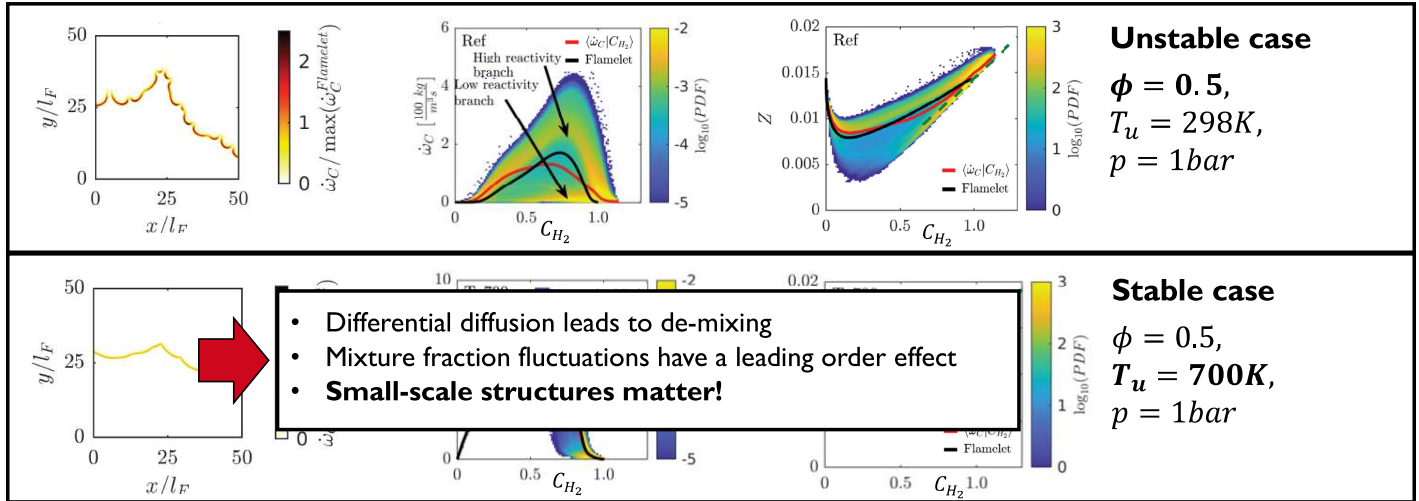 50
25
0
y/l_F
0 25 50
x/l_F
2
1
0
ω̇_C / max(ω̇_C^Flamelet)
6
4
2
0
ω̇_C [100 kg / m³s]
Ref
High reactivity
branch
Low reactivity
branch
⟨ω̇_C|C_H₂⟩
Flamelet
0 0.5 1.0
C_H₂
-2
-3
-4
-5
log₁₀(PDF)
0.02
0.015
0.01
0.005
0
Z
Ref
⟨ω̇_C|C_H₂⟩
Flamelet
0 0.5 1.0
C_H₂
3
2
1
0
log₁₀(PDF)
Unstable case
ϕ = 0.5,
T_u = 298K,
p = 1bar
50
25
0
y/l_F
0 25 50
x/l_F
0
10
0
0 0.5 1.0
C_H₂
-2
-5
• Differential diffusion leads to de-mixing
• Mixture fraction fluctuations have a leading order effect
• Small-scale structures matter!
0.02
0
⟨ω̇_C|C_H₂⟩
Flamelet
0 0.5 1.0
C_H₂
3
2
1
0
log₁₀(PDF)
Stable case
ϕ = 0.5,
T_u = 700K,
p = 1bar